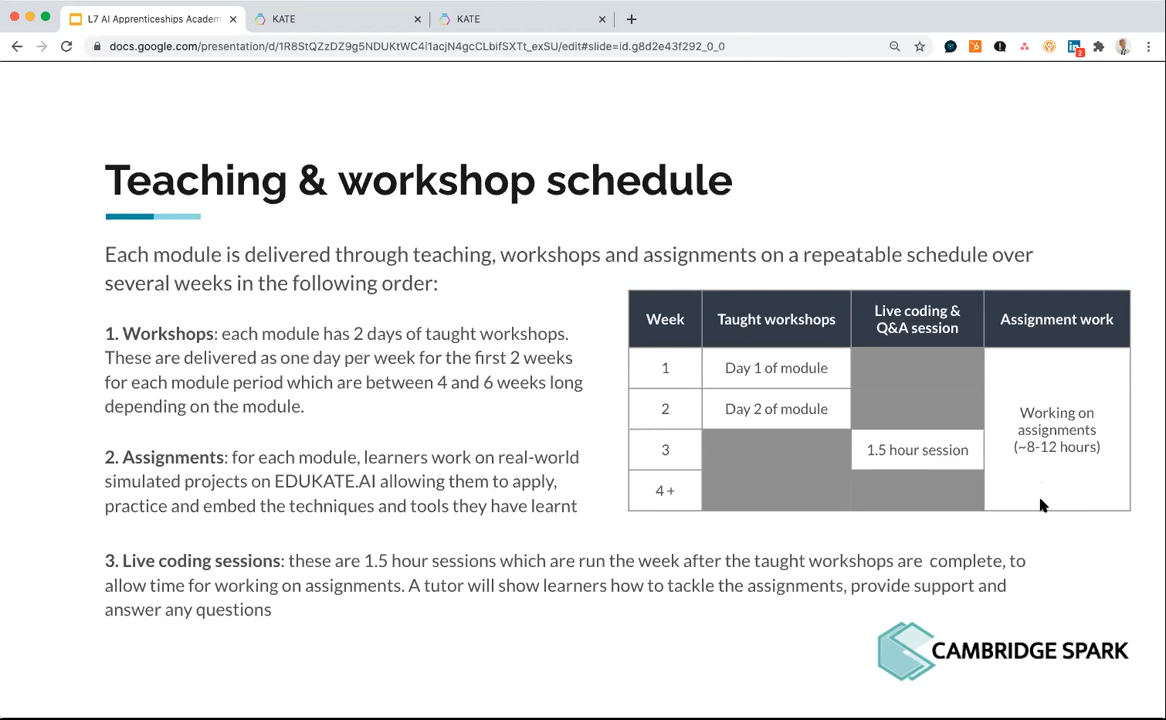 L7 AI Apprenticeships Academ
KATE
KATE
docs.google.com/presentation/d/1R8StQZzDZ9g5NDUKtWC4i1acjN4gcCLbifSXTt_exSU/edit#slide=id.g8d2e43f292_0_0
2
Teaching & workshop schedule
Each module is delivered through teaching, workshops and assignments on a repeatable schedule over
several weeks in the following order:
1. Workshops: each module has 2 days of taught workshops.
These are delivered as one day per week for the first 2 weeks
for each module period which are between 4 and 6 weeks long
depending on the module.
2. Assignments: for each module, learners work on real-world
simulated projects on EDUKATE.AI allowing them to apply,
practice and embed the techniques and tools they have learnt
Week Taught workshops Live coding & Q&A session Assignment work
1 Day 1 of module
2 Day 2 of module
3 1.5 hour session
4 +
Working on
assignments
(~8-12 hours)
3. Live coding sessions: these are 1.5 hour sessions which are run the week after the taught workshops are complete, to
allow time for working on assignments. A tutor will show learners how to tackle the assignments, provide support and
answer any questions
CAMBRIDGE SPARK